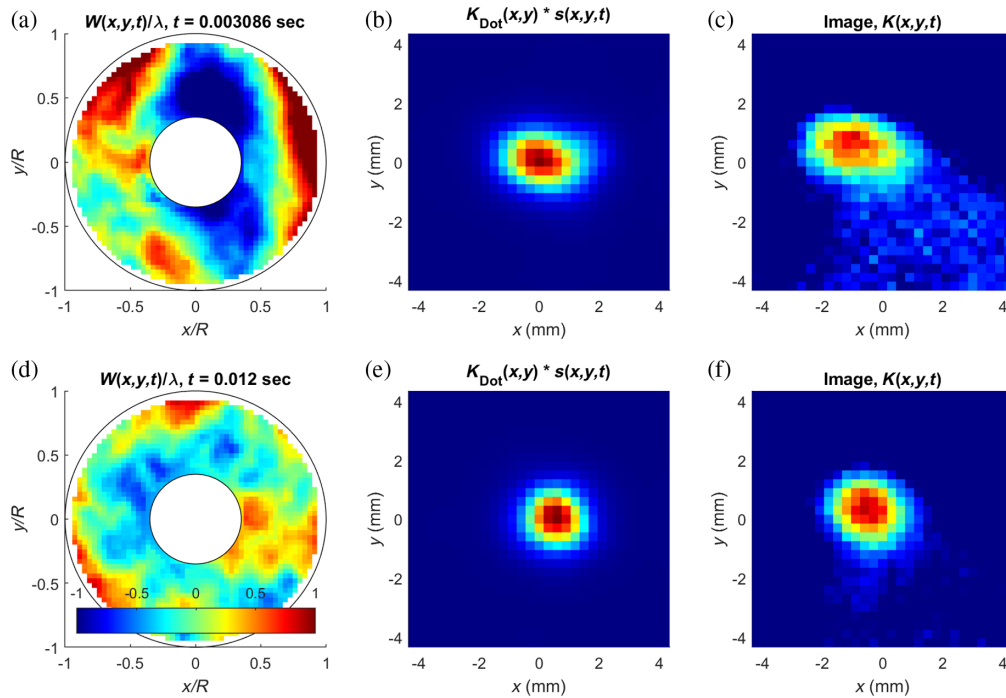 (a)
W(x,y,t)/λ, t = 0.003086 sec
1
0.5
0
-0.5
-1
y/R
-1 -0.5 0 0.5 1
x/R
(b)
K_Dot(x,y) * s(x,y,t)
4
2
0
-2
-4
y (mm)
-4 -2 0 2 4
x (mm)
(c)
Image, K(x,y,t)
4
2
0
-2
-4
y (mm)
-4 -2 0 2 4
x (mm)
(d)
W(x,y,t)/λ, t = 0.012 sec
1
0.5
0
-0.5
-1
y/R
-1 -0.5 0 0.5 1
-1 -0.5 0 0.5 1
x/R
(e)
K_Dot(x,y) * s(x,y,t)
4
2
0
-2
-4
y (mm)
-4 -2 0 2 4
x (mm)
(f)
Image, K(x,y,t)
4
2
0
-2
-4
y (mm)
-4 -2 0 2 4
x (mm)